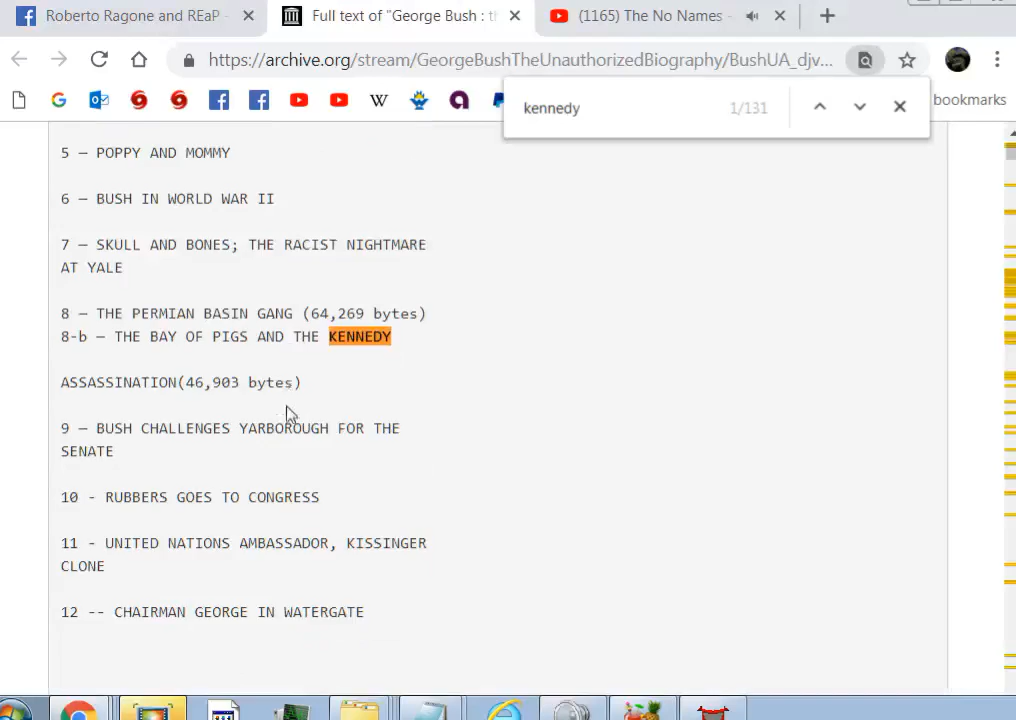 Roberto Ragone and REaP -
Full text of "George Bush : th
(1165) The No Names -
https://archive.org/stream/GeorgeBushTheUnauthorizedBiography/BushUA_djv...
kennedy
1/131
bookmarks
5 — POPPY AND MOMMY
6 — BUSH IN WORLD WAR II
7 — SKULL AND BONES; THE RACIST NIGHTMARE
AT YALE
8 — THE PERMIAN BASIN GANG (64,269 bytes)
8-b — THE BAY OF PIGS AND THE KENNEDY
ASSASSINATION(46,903 bytes)
9 — BUSH CHALLENGES YARBOROUGH FOR THE
SENATE
10 - RUBBERS GOES TO CONGRESS
11 - UNITED NATIONS AMBASSADOR, KISSINGER
CLONE
12 -- CHAIRMAN GEORGE IN WATERGATE